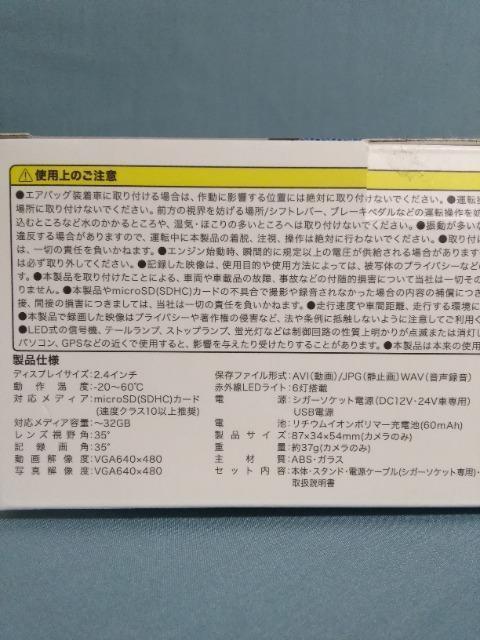 ⚠使用上のご注意
●エアバッグ装着車に取り付ける場合は、作動に影響する位置には絶対に取り付けないでください。●運転操
場所に取り付けないでください。前方の視界を妨げる場所/シフトレバー、ブレーキペダルなどの運転操作を妨
込むところなど水のかかるところや、湿気・ほこりの多いところへは取り付けないでください。●振動が多いな
違反する場合がありますので、運転中に本製品の着脱、注視、操作は絶対に行わないでください。●取り付け
は、一切の責任を負いかねます。●エンジン始動時、瞬間的に規定以上の電圧が供給される場合があります
は必ず取り外してください。●記録した映像は、使用目的や使用方法によっては、被写体のプライバシーなど
す。●本製品を取り付けたことによる、車両や車載品の故障、事故などの付随的損害について当社は一切その
りません。●本製品やmicroSD(SDHC)カードの不具合で撮影や録音されなかった場合の内容の補償につき
後、間接の損害につきましては、当社は一切の責任を負いかねます。●走行速度や車間距離、走行する環境に
●本製品で録画した映像はプライバシーや著作権の侵害など、法や条例に抵触しないように注意してご利用く
●LED式の信号機、テールランプ、ストップランプ、蛍光灯などは制御回路の性質上明かりが点滅または消灯し
パソコン、GPSなどの近くで使用すると、影響を与えたり受けたりすることがあります。●本製品は本来の使用
製品仕様
ディスプレイサイズ:2.4インチ
動作温度:-20〜60℃
対応メディア:microSD(SDHC)カード
(速度クラス10以上推奨)
対応メディア容量:〜32GB
レンズ視野角:35°
記録画角:35°
動画解像度:VGA640×480
写真解像度:VGA640×480
保存ファイル形式:AVI(動画)/JPG(静止画)WAV(音声録音)
赤外線LEDライト:6灯搭載
電源:シガーソケット電源(DC12V・24V車専用)
USB電源
電池:リチウムイオンポリマー充電池(60mAh)
製品サイズ:87×34×54mm(カメラのみ)
重量:約37g(カメラのみ)
主材質:ABS・ガラス
セット内容:本体・スタンド・電源ケーブル(シガーソケット専用)・
取扱説明書